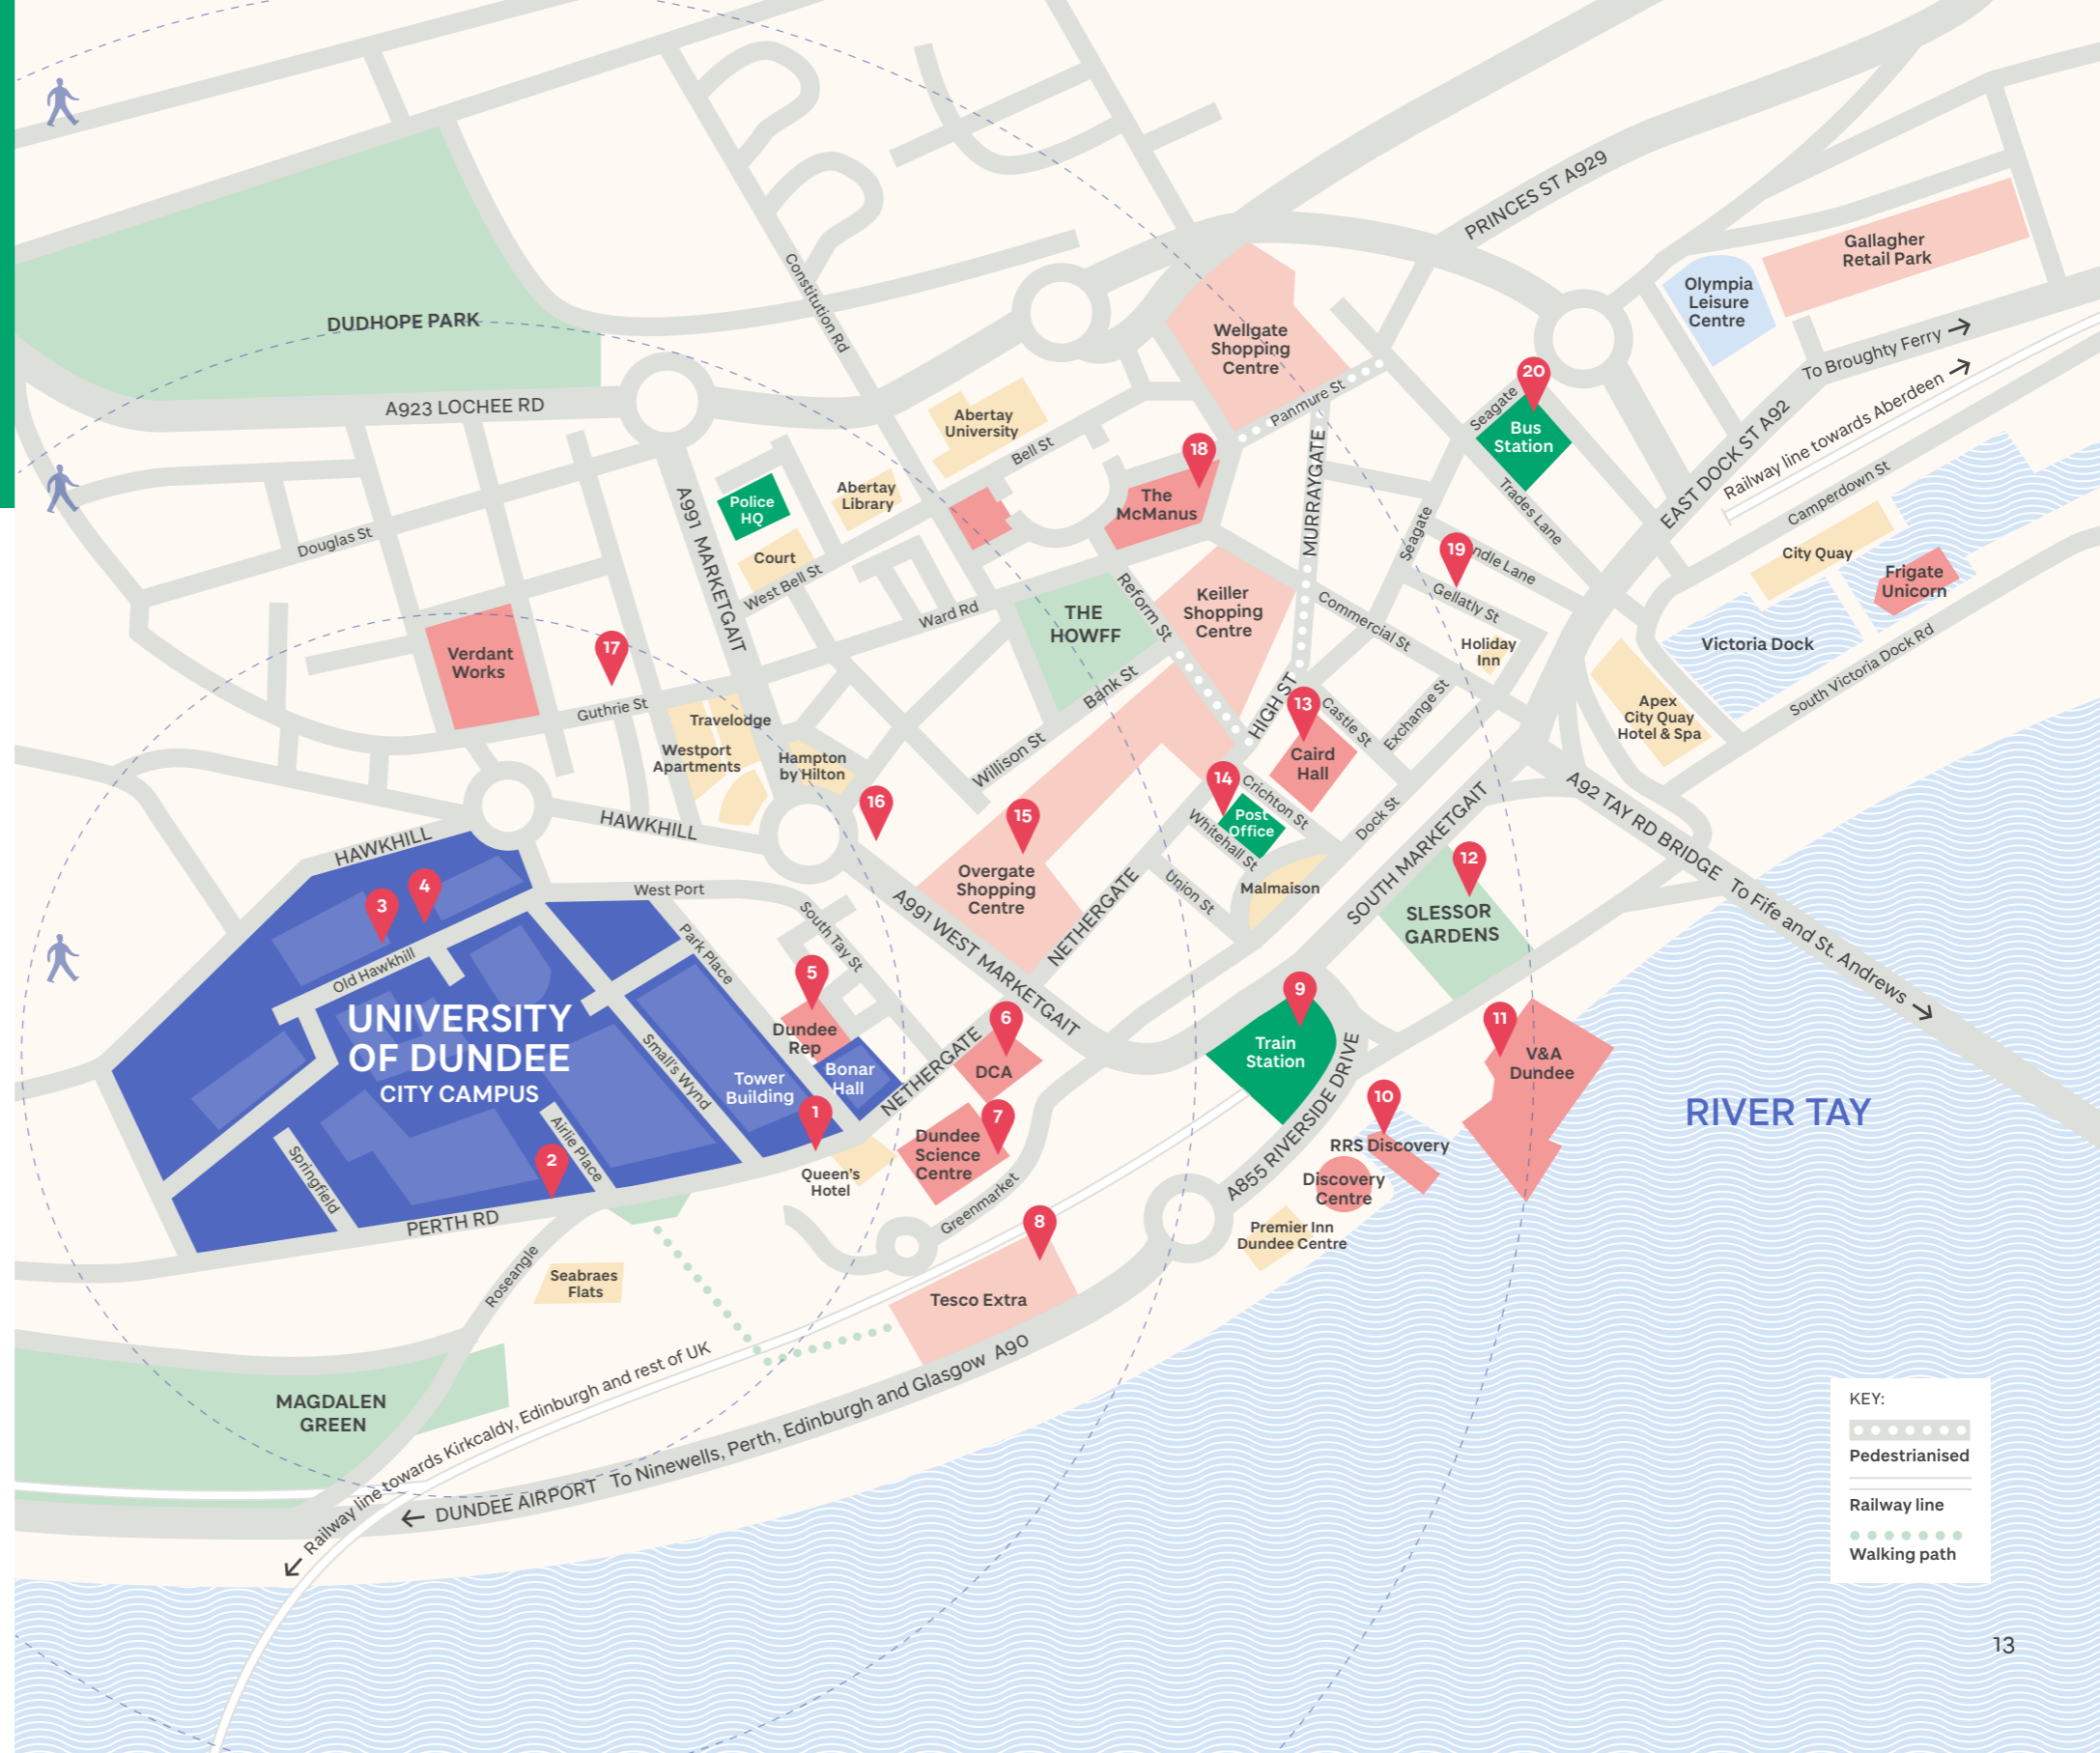 PRINCES ST A929
Gallagher
Retail Park
Olympia
Leisure
Centre
Constitution Rd
DUDHOPE PARK
Wellgate
Shopping
Centre
To Broughty Ferry
Railway line towards Aberdeen
A923 LOCHEE RD
Panmure St
20
Seagate
Bus
Station
Abertay
University
Bell St
18
The
McManus
MURRAYGATE
EAST DOCK ST A92
Camperdown St
Abertay
Library
Police
HQ
A991 MARKETGAIT
Court
West Bell St
Douglas St
Seagate
Trades Lane
19
ndle Lane
Gellatly St
City Quay
Frigate
Unicorn
Victoria Dock
South Victoria Dock Rd
THE
HOWFF
Reform St
Keiller
Shopping
Centre
Commercial St
Holiday
Inn
Ward Rd
Verdant
Works
17
Guthrie St
Bank St
HIGH ST
13
Castle St
Exchange St
Caird
Hall
Apex
City Quay
Hotel & Spa
Travelodge
Westport
Apartments
Hampton
by Hilton
Willison St
14
Crichton St
Post
Office
Whitehall St
Dock St
SOUTH MARKETGAIT
A92 TAY RD BRIDGE To Fife and St. Andrews
16
15
HAWKHILL
HAWKHILL
Overgate
Shopping
Centre
Union St
Malmaison
12
SLESSOR
GARDENS
West Port
A991 WEST MARKETGAIT
NETHERGATE
3
4
Old Hawkhill
Park Place
South Tay St
5
Dundee
Rep
UNIVERSITY
OF DUNDEE
CITY CAMPUS
Small's Wynd
Tower
Building
Bonar
Hall
NETHERGATE
6
DCA
9
Train
Station
11
V&A
Dundee
RIVER TAY
A855 RIVERSIDE DRIVE
10
RRS Discovery
Discovery
Centre
Premier Inn
Dundee Centre
1
2
Airlie Place
Springfield
7
Dundee
Science
Centre
Queen's
Hotel
Greenmarket
PERTH RD
8
Tesco Extra
Roseangle
Seabraes
Flats
MAGDALEN
GREEN
Railway line towards Kirkcaldy, Edinburgh and rest of UK
DUNDEE AIRPORT To Ninewells, Perth, Edinburgh and Glasgow A90
KEY:
Pedestrianised
Railway line
Walking path
13